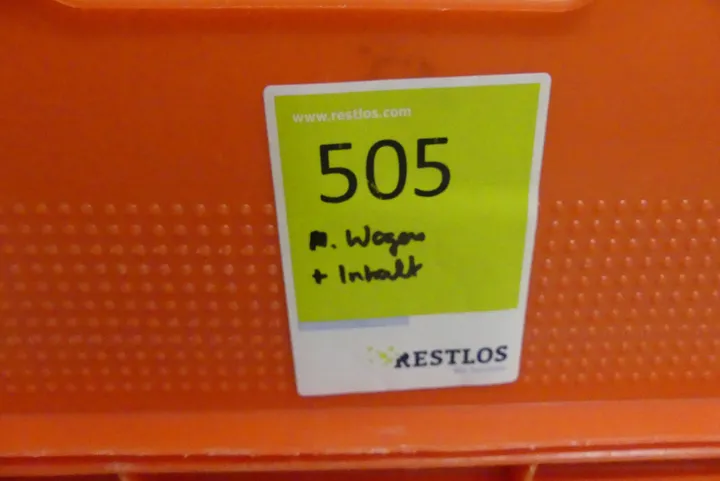 www.restlos.com
505
m. Wagen
+ Inhalt
RESTLOS